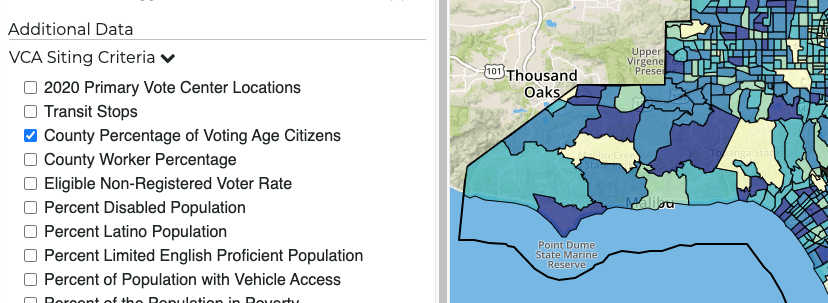 Additional Data
VCA Siting Criteria
2020 Primary Vote Center Locations
Transit Stops
County Percentage of Voting Age Citizens
County Worker Percentage
Eligible Non-Registered Voter Rate
Percent Disabled Population
Percent Latino Population
Percent Limited English Proficient Population
Percent of Population with Vehicle Access
Percent of the Population in Poverty
Upper
Virgene
Preser
101
Thousand
Oaks
Malibu
Point Dume
State Marine
Reserve